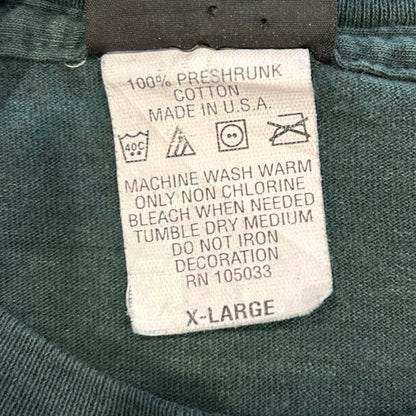 100% PRESHRUNK
COTTON
MADE IN U.S.A.
40C
MACHINE WASH WARM
ONLY NON CHLORINE
BLEACH WHEN NEEDED
TUMBLE DRY MEDIUM
DO NOT IRON
DECORATION
RN 105033
X-LARGE